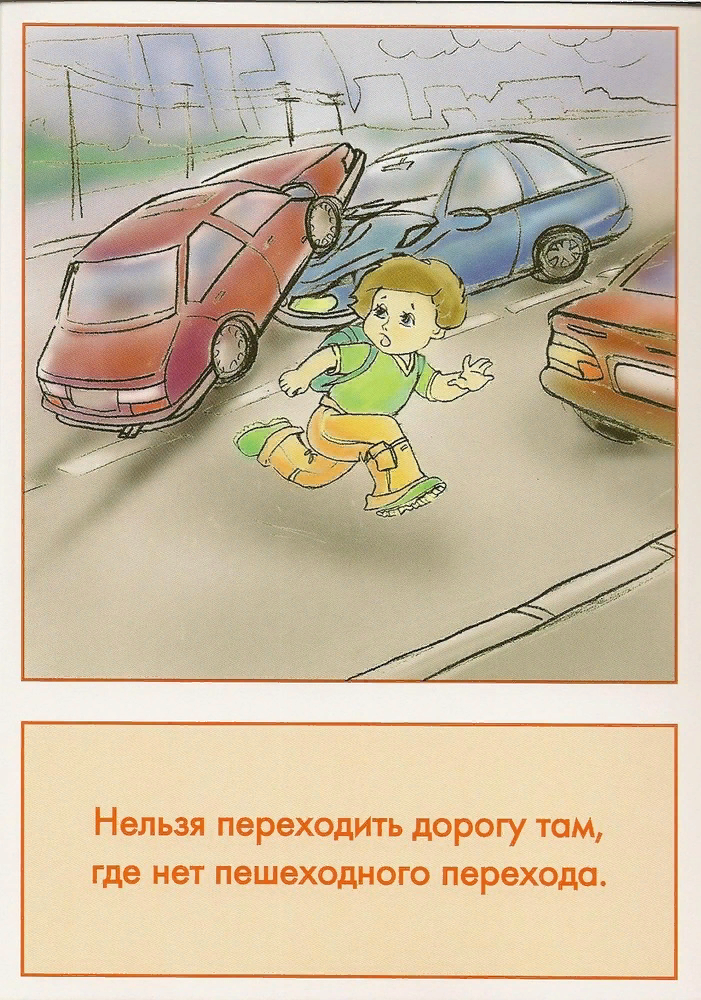 Нельзя переходить дорогу там,
где нет пешеходного перехода.